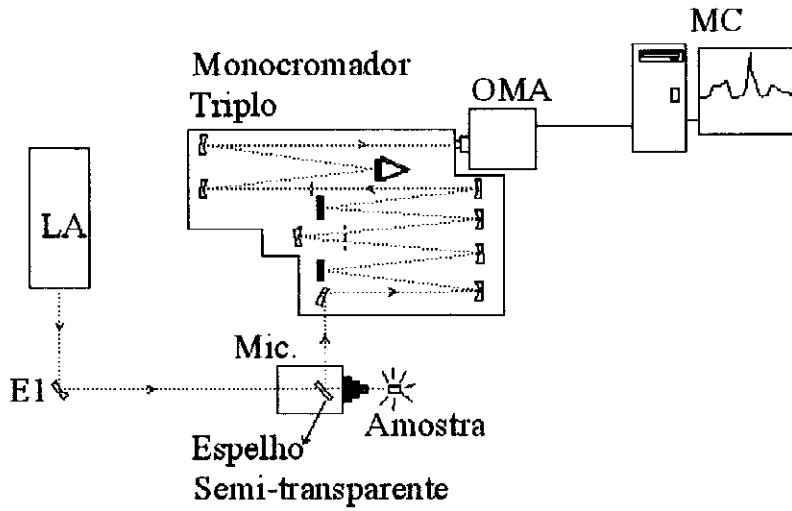 MC
Monocromador
Triplo
OMA
LA
Mic.
E1
Amostra
Espelho
Semi-transparente